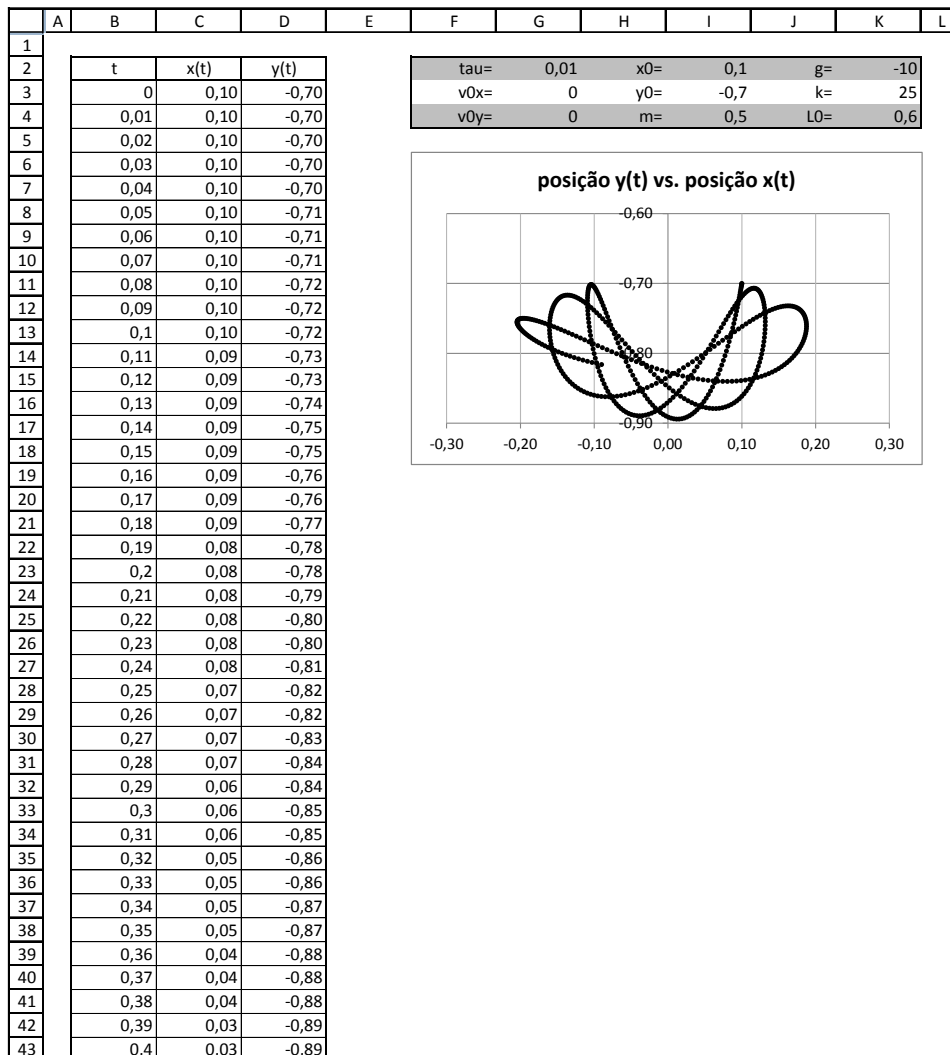 A B C D E F G H I J K L
1
2 t x(t) y(t) tau= 0,01 x0= 0,1 g= -10
3 0 0,10 -0,70 v0x= 0 y0= -0,7 k= 25
4 0,01 0,10 -0,70 v0y= 0 m= 0,5 L0= 0,6
5 0,02 0,10 -0,70
6 0,03 0,10 -0,70
7 0,04 0,10 -0,70
8 0,05 0,10 -0,71
9 0,06 0,10 -0,71
10 0,07 0,10 -0,71
11 0,08 0,10 -0,72
12 0,09 0,10 -0,72
13 0,1 0,10 -0,72
14 0,11 0,09 -0,73
15 0,12 0,09 -0,73
16 0,13 0,09 -0,74
17 0,14 0,09 -0,75
18 0,15 0,09 -0,75
19 0,16 0,09 -0,76
20 0,17 0,09 -0,76
21 0,18 0,09 -0,77
22 0,19 0,08 -0,78
23 0,2 0,08 -0,78
24 0,21 0,08 -0,79
25 0,22 0,08 -0,80
26 0,23 0,08 -0,80
27 0,24 0,08 -0,81
28 0,25 0,07 -0,82
29 0,26 0,07 -0,82
30 0,27 0,07 -0,83
31 0,28 0,07 -0,84
32 0,29 0,06 -0,84
33 0,3 0,06 -0,85
34 0,31 0,06 -0,85
35 0,32 0,05 -0,86
36 0,33 0,05 -0,86
37 0,34 0,05 -0,87
38 0,35 0,05 -0,87
39 0,36 0,04 -0,88
40 0,37 0,04 -0,88
41 0,38 0,04 -0,88
42 0,39 0,03 -0,89
43 0,4 0,03 -0,89
posição y(t) vs. posição x(t)
-0,60
-0,70
-0,80
-0,90
-0,30 -0,20 -0,10 0,00 0,10 0,20 0,30